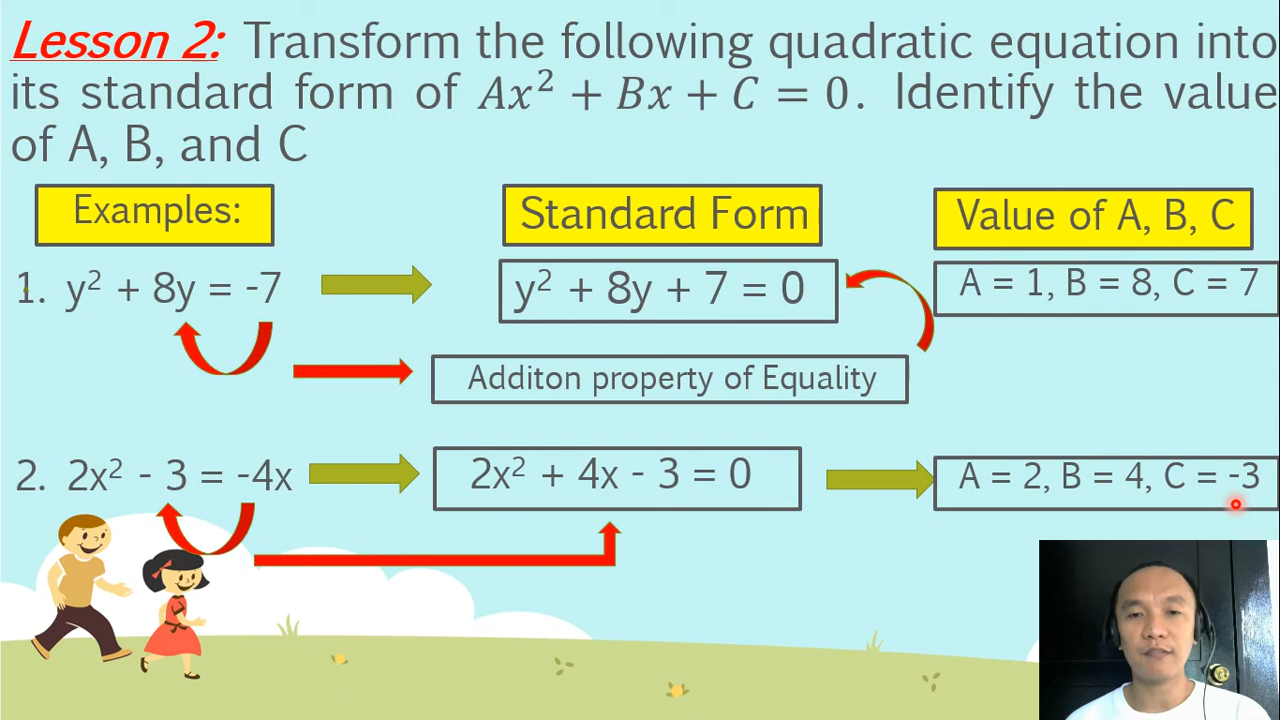 Lesson 2: Transform the following quadratic equation into
its standard form of Ax² + Bx + C = 0. Identify the value
of A, B, and C
Examples:
Standard Form
Value of A, B, C
1. y² + 8y = -7
y² + 8y + 7 = 0
A = 1, B = 8, C = 7
Additon property of Equality
2. 2x² - 3 = -4x
2x² + 4x - 3 = 0
A = 2, B = 4, C = -3